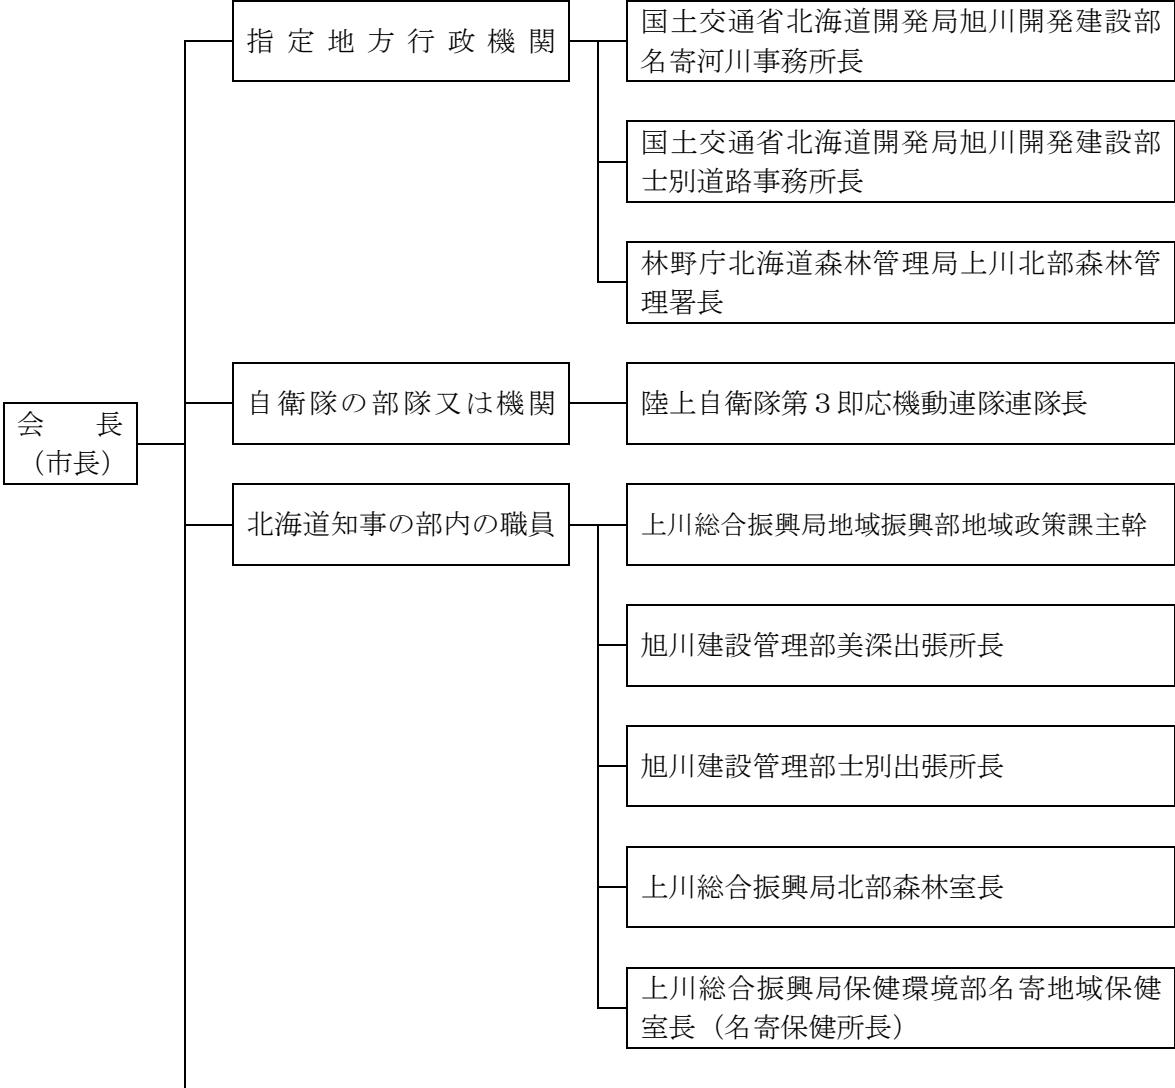 指定地方行政機関
国土交通省北海道開発局旭川開発建設部
名寄河川事務所長
国土交通省北海道開発局旭川開発建設部
士別道路事務所長
林野庁北海道森林管理局上川北部森林管
理署長
会　長
（市長）
自衛隊の部隊又は機関
陸上自衛隊第３即応機動連隊連隊長
北海道知事の部内の職員
上川総合振興局地域振興部地域政策課主幹
旭川建設管理部美深出張所長
旭川建設管理部士別出張所長
上川総合振興局北部森林室長
上川総合振興局保健環境部名寄地域保健
室長（名寄保健所長）